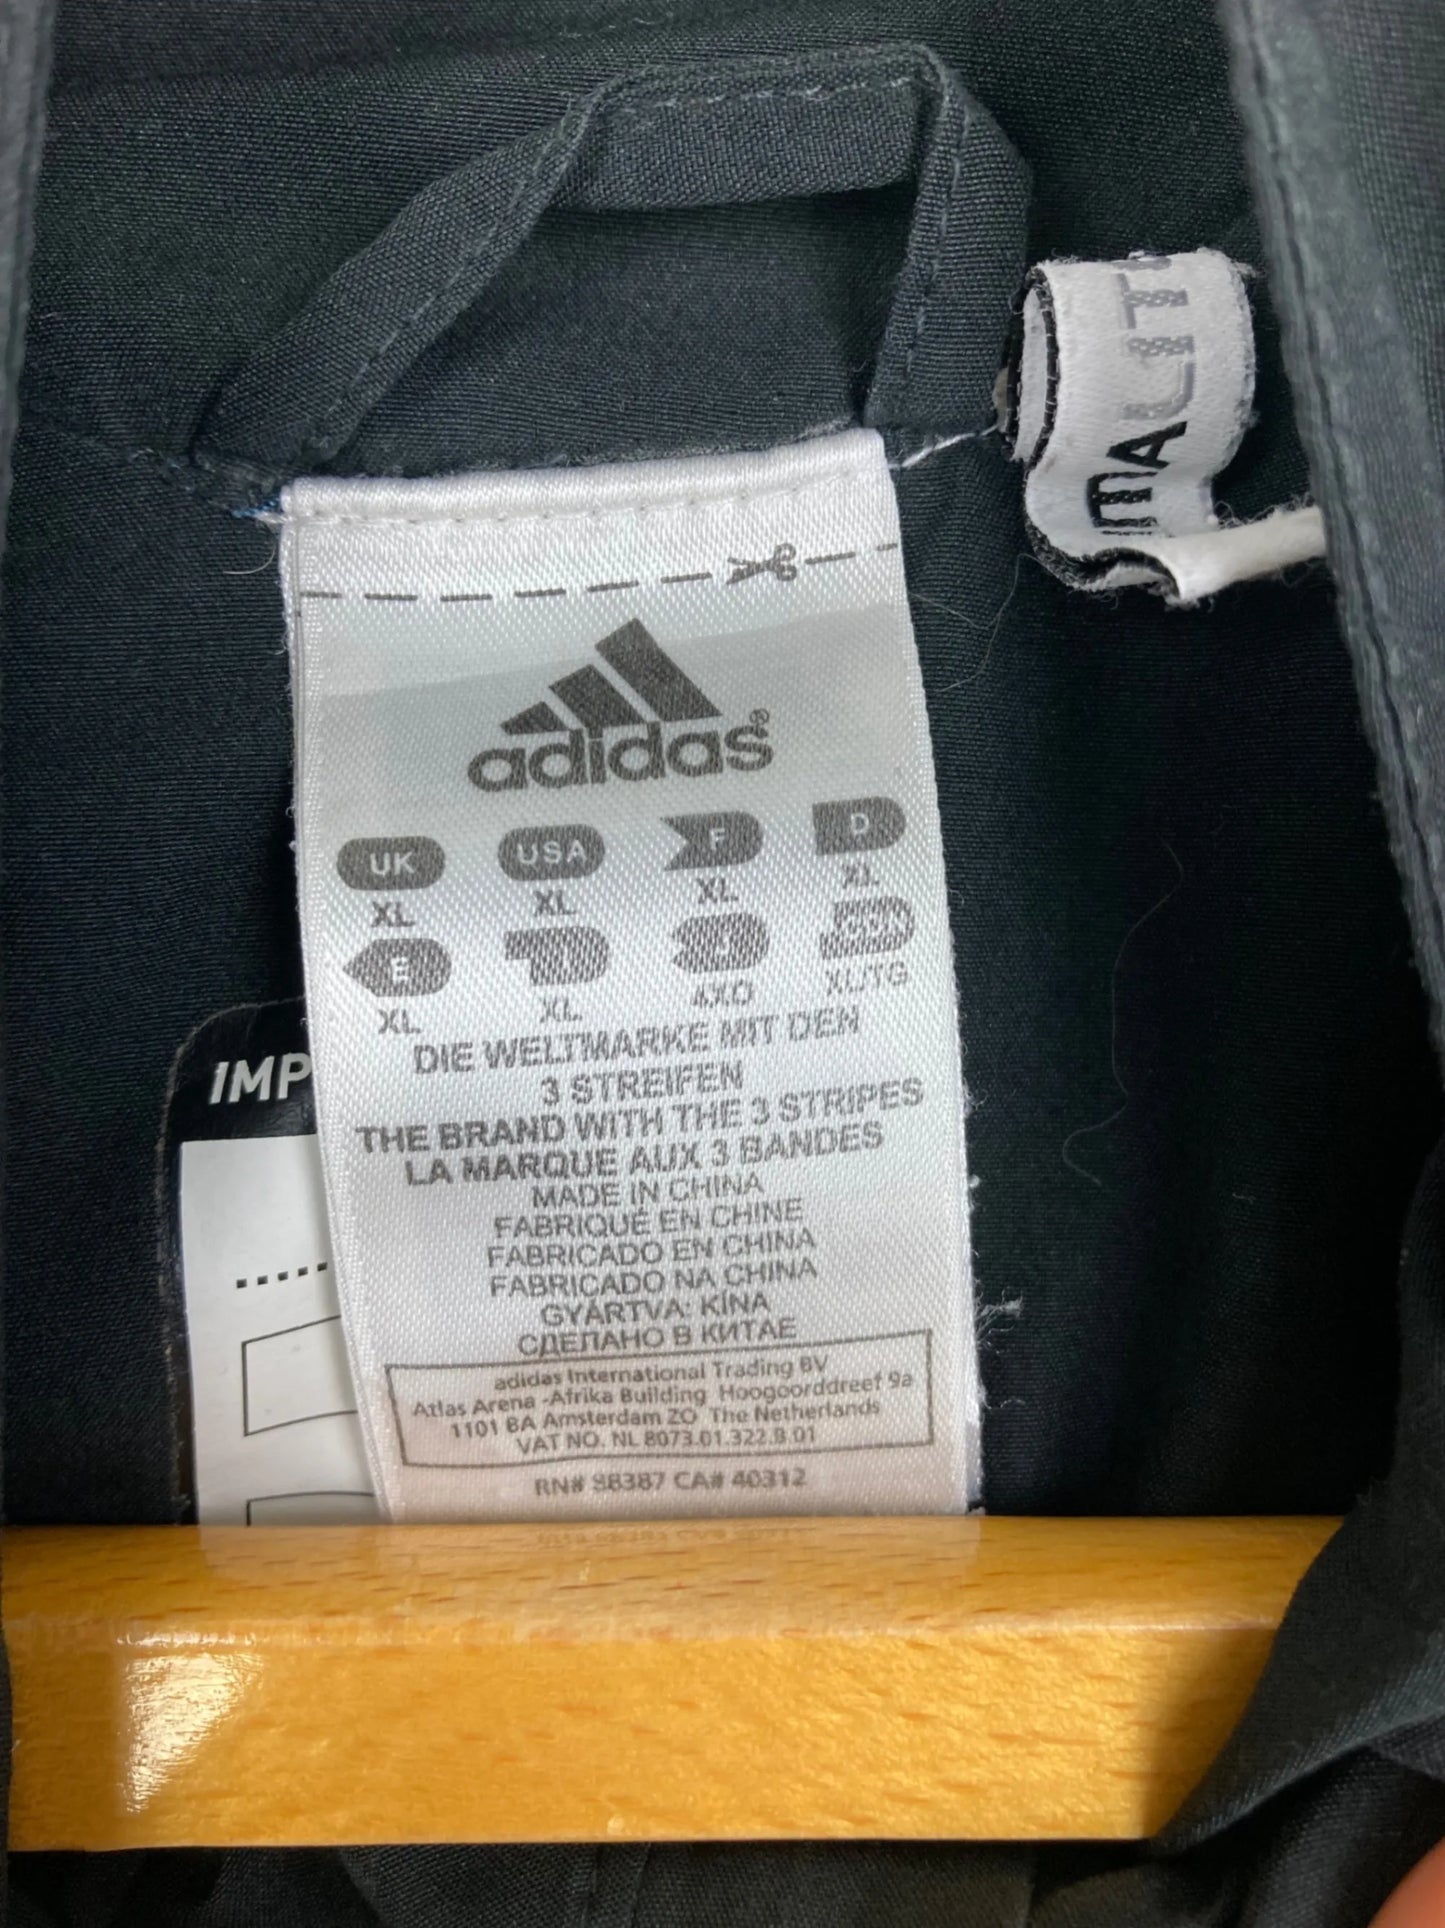 CLIMALITE
adidas®
UK USA F D
XL XL XL XL
E I J CDN
XL XL 4XO XL/TG
DIE WELTMARKE MIT DEN
3 STREIFEN
THE BRAND WITH THE 3 STRIPES
LA MARQUE AUX 3 BANDES
MADE IN CHINA
FABRIQUÉ EN CHINE
FABRICADO EN CHINA
FABRICADO NA CHINA
GYÁRTVA: KÍNA
СДЕЛАНО В КИТАЕ
adidas International Trading BV
Atlas Arena -Afrika Building Hoogoorddreef 9a
1101 BA Amsterdam ZO The Netherlands
VAT NO. NL 8073.01.322.B.01
RN# 88387 CA# 40312
IMP